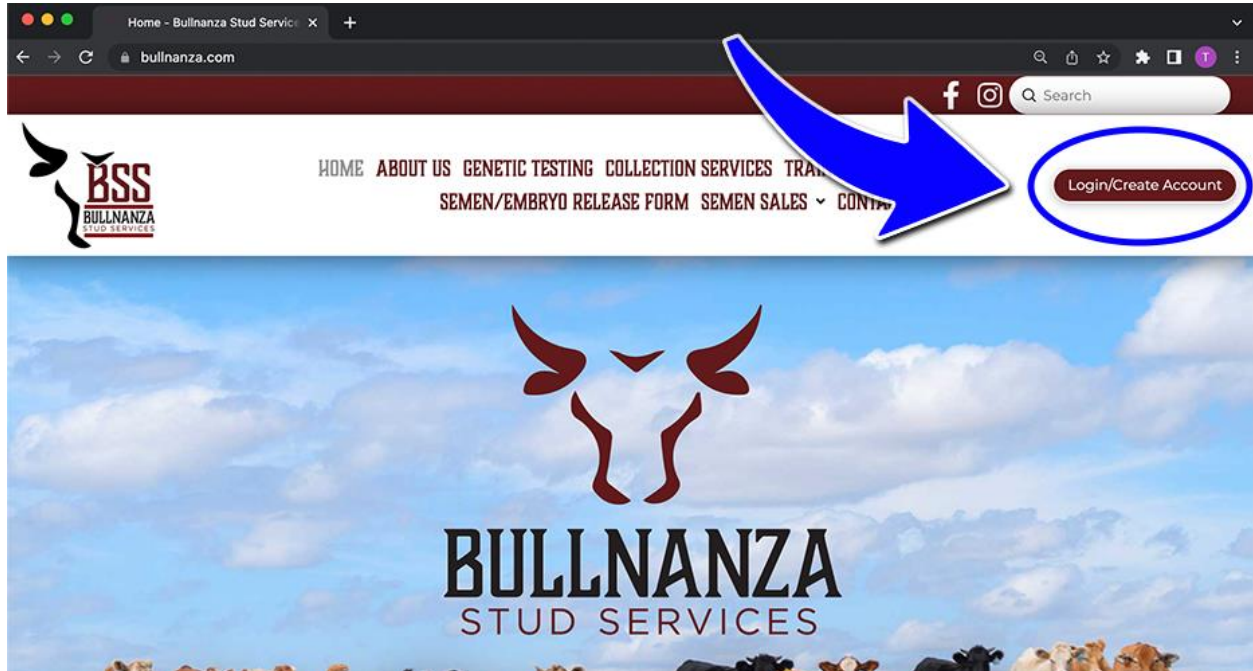 Home - Bullnanza Stud Service
bullnanza.com
T
Search
BSS
BULLNANZA
STUD SERVICES
HOME ABOUT US GENETIC TESTING COLLECTION SERVICES
SEMEN/EMBRYO RELEASE FORM SEMEN SALES
Login/Create Account
BULLNANZA
STUD SERVICES